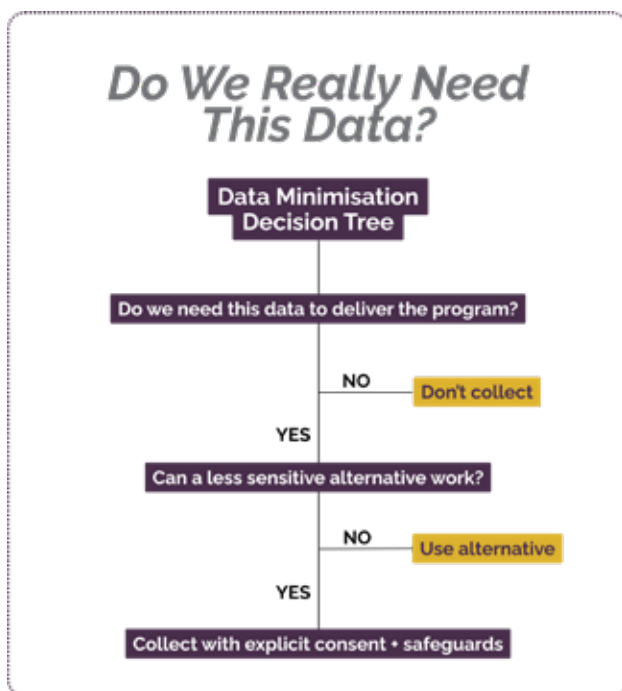 Do We Really Need
This Data?
Data Minimisation
Decision Tree
Do we need this data to deliver the program?
NO
Don't collect
YES
Can a less sensitive alternative work?
NO
Use alternative
YES
Collect with explicit consent + safeguards